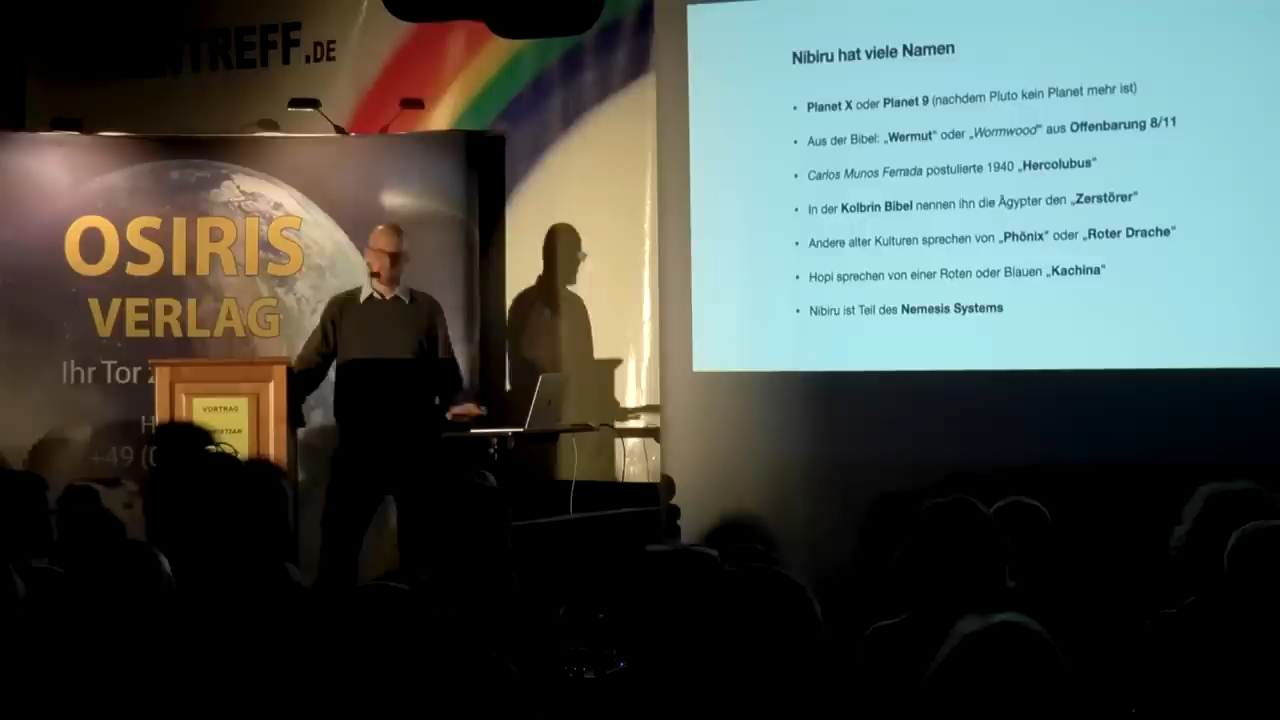 TREFF.DE
OSIRIS
VERLAG
Ihr Tor
+49 (0
VORTRAG
Nibiru hat viele Namen
• Planet X oder Planet 9 (nachdem Pluto kein Planet mehr ist)
• Aus der Bibel: „Wermut“ oder „Wormwood“ aus Offenbarung 8/11
• Carlos Munos Ferrada postulierte 1940 „Hercolubus“
• In der Kolbrin Bibel nennen ihn die Ägypter den „Zerstörer“
• Andere alter Kulturen sprechen von „Phönix“ oder „Roter Drache“
• Hopi sprechen von einer Roten oder Blauen „Kachina“
• Nibiru ist Teil des Nemesis Systems